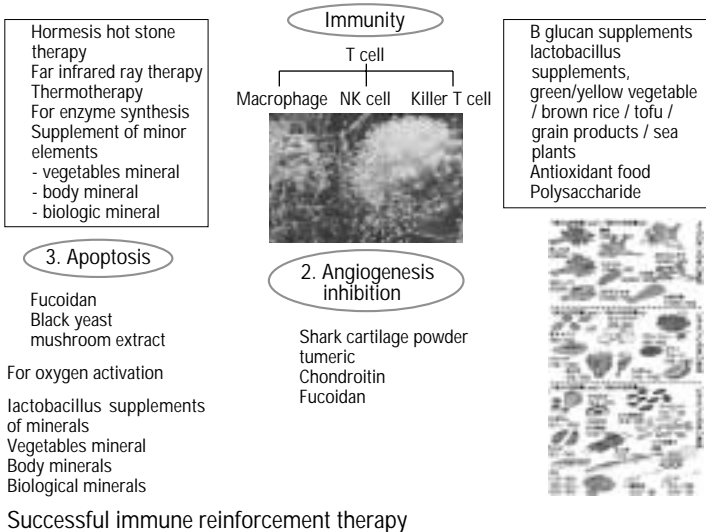 Hormesis hot stone
therapy
Far infrared ray therapy
Thermotherapy
For enzyme synthesis
Supplement of minor
elements
- vegetables mineral
- body mineral
- biologic mineral
Immunity
T cell
Macrophage NK cell Killer T cell
B glucan supplements
lactobacillus
supplements,
green/yellow vegetable
/ brown rice / tofu /
grain products / sea
plants
Antioxidant food
Polysaccharide
3. Apoptosis
Fucoidan
Black yeast
mushroom extract
For oxygen activation
lactobacillus supplements
of minerals
Vegetables mineral
Body minerals
Biological minerals
2. Angiogenesis
inhibition
Shark cartilage powder
tumeric
Chondroitin
Fucoidan
Successful immune reinforcement therapy